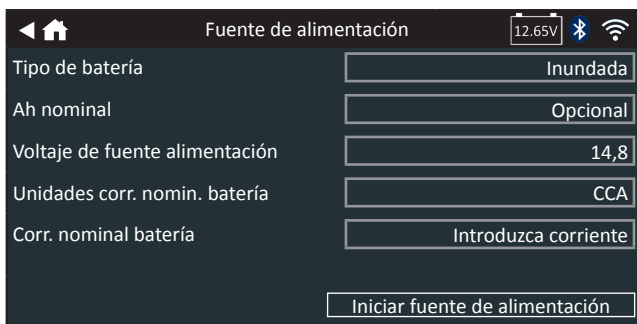 Fuente de alimentación 12.65V
Tipo de batería Inundada
Ah nominal Opcional
Voltaje de fuente alimentación 14,8
Unidades corr. nomin. batería CCA
Corr. nominal batería Introduzca corriente
Iniciar fuente de alimentación